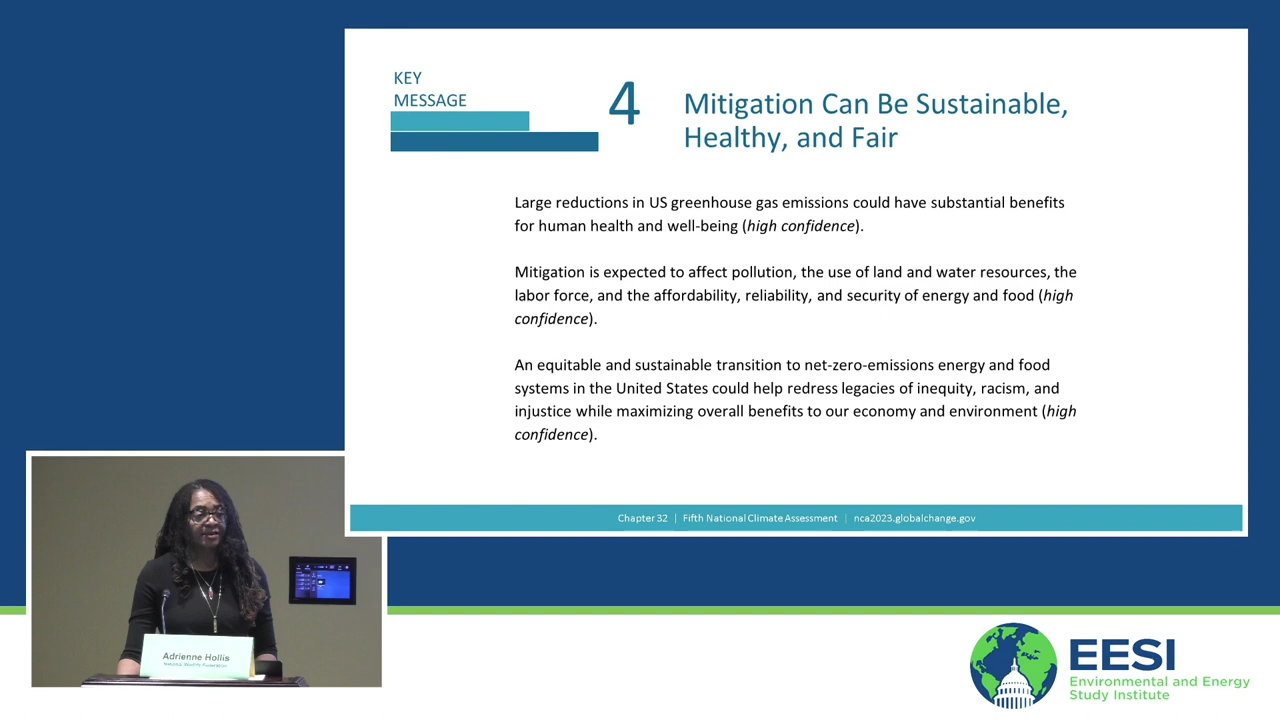 KEY
MESSAGE
4
Mitigation Can Be Sustainable,
Healthy, and Fair
Large reductions in US greenhouse gas emissions could have substantial benefits
for human health and well-being (high confidence).
Mitigation is expected to affect pollution, the use of land and water resources, the
labor force, and the affordability, reliability, and security of energy and food (high
confidence).
An equitable and sustainable transition to net-zero-emissions energy and food
systems in the United States could help redress legacies of inequity, racism, and
injustice while maximizing overall benefits to our economy and environment (high
confidence).
Chapter 32 | Fifth National Climate Assessment | nca2023.globalchange.gov
Adrienne Hollis
National Wildlife Federation
EESI
Environmental and Energy
Study Institute